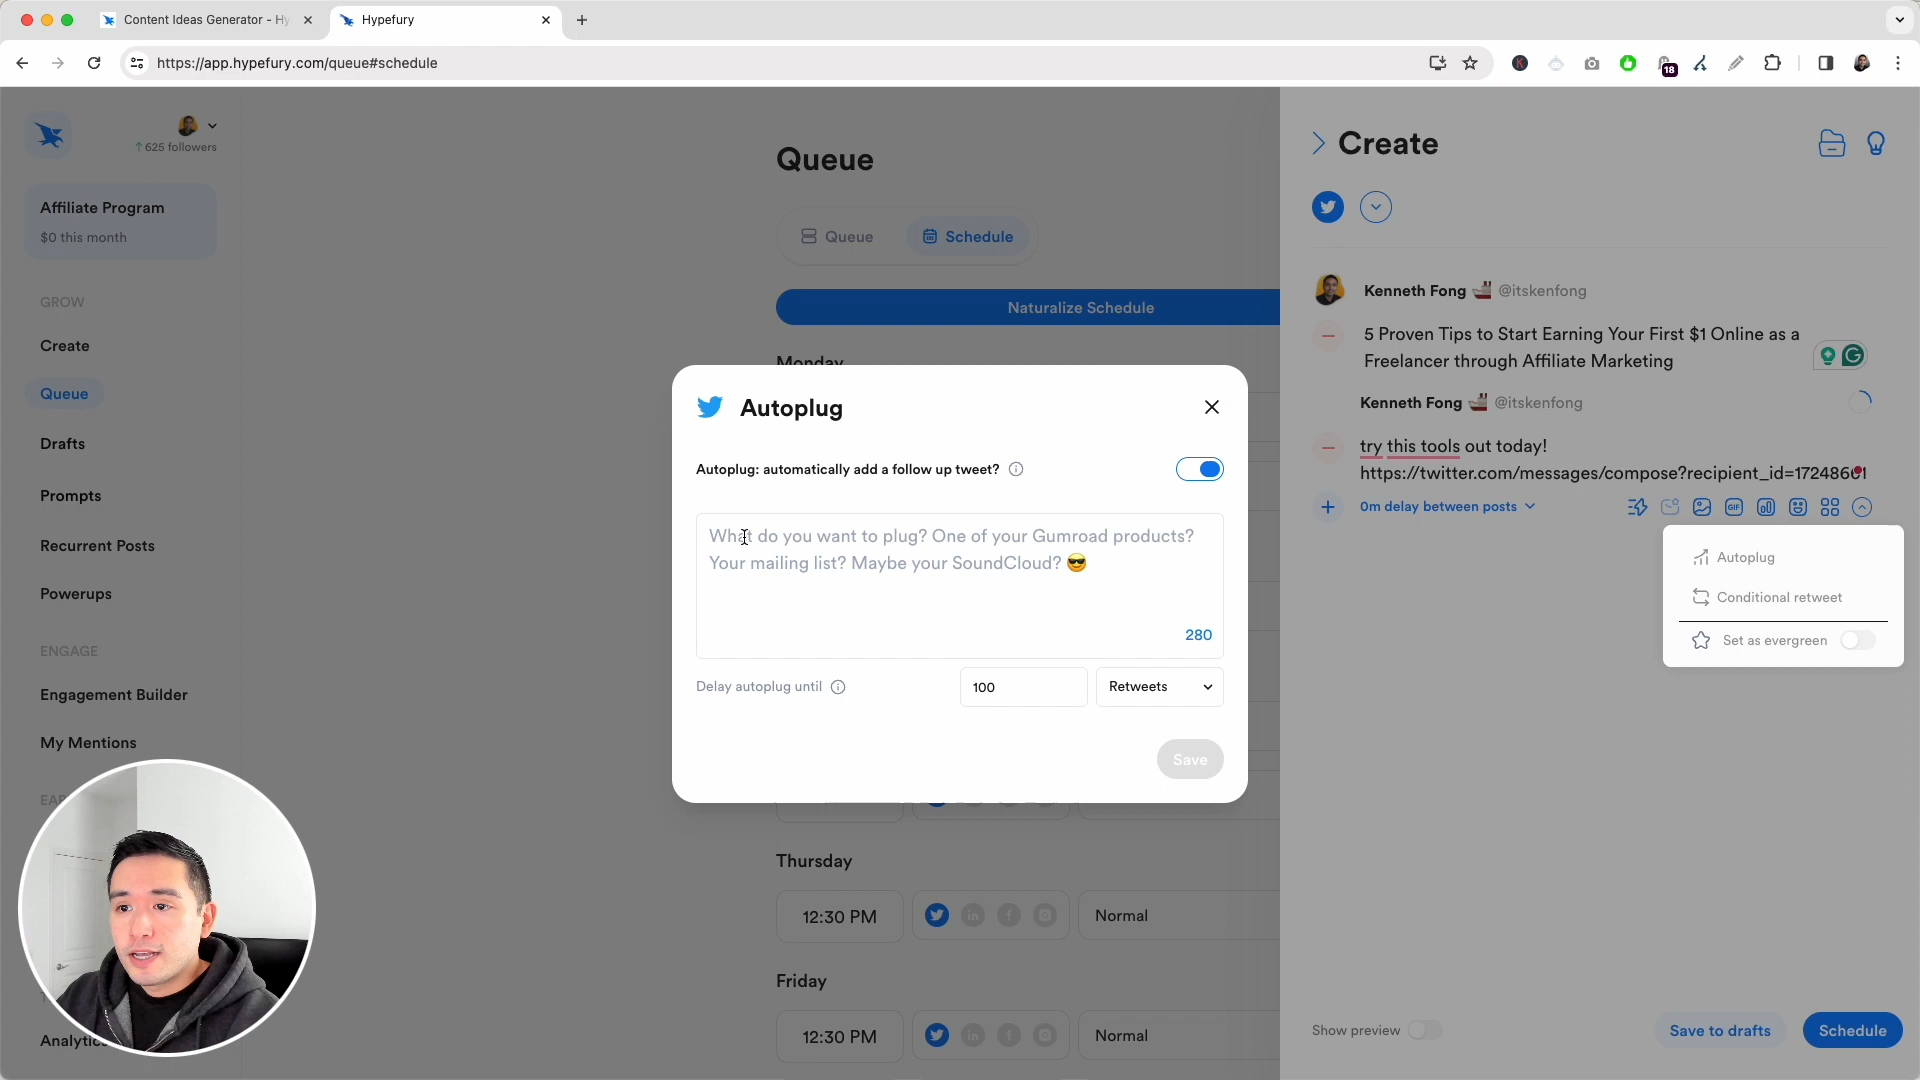 Content Ideas Generator - Hy
Hypefury
https://app.hypefury.com/queue#schedule
18
625 followers
Affiliate Program
$0 this month
GROW
Create
Queue
Drafts
Prompts
Recurrent Posts
Powerups
ENGAGE
Engagement Builder
My Mentions
Analytics
Queue
Queue
Schedule
Naturalize Schedule
Monday
Autoplug
Autoplug: automatically add a follow up tweet?
What do you want to plug? One of your Gumroad products?
Your mailing list? Maybe your SoundCloud? 😎
280
Delay autoplug until
100
Retweets
Save
Thursday
12:30 PM
Normal
Friday
12:30 PM
Normal
Create
Kenneth Fong 🚢 @itskenfong
5 Proven Tips to Start Earning Your First $1 Online as a
Freelancer through Affiliate Marketing
Kenneth Fong 🚢 @itskenfong
try this tools out today!
https://twitter.com/messages/compose?recipient_id=17248661
0m delay between posts
GIF
Autoplug
Conditional retweet
Set as evergreen
Show preview
Save to drafts
Schedule